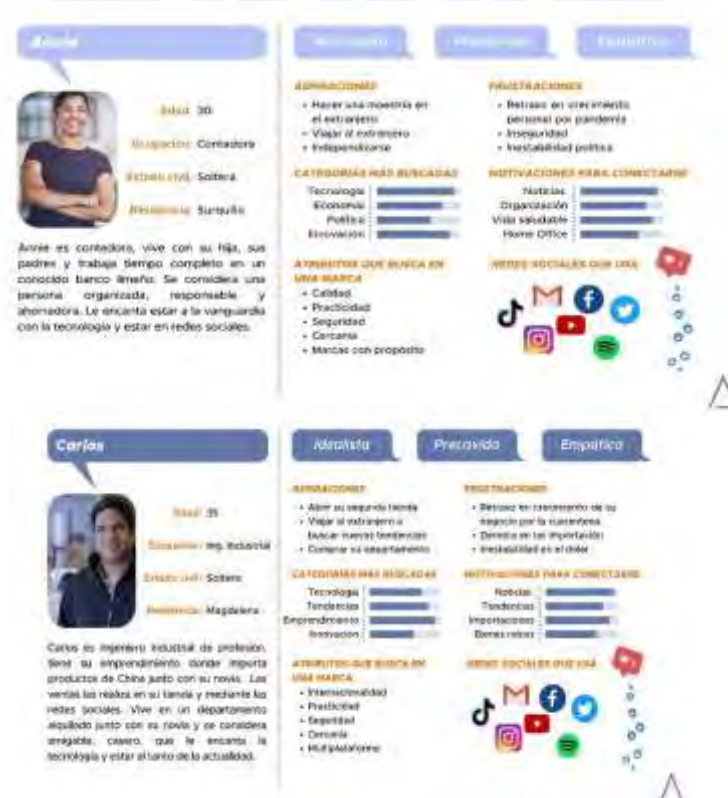 Annie
Edad: 30
Ocupación: Contadora
Estado civil: Soltera
Residencia: Surquillo
Annie es contadora, vive con su hija, sus
padres y trabaja tiempo completo en un
conocido banco limeño. Se considera una
persona organizada, responsable y
ahorradora. Le encanta estar a la vanguardia
con la tecnología y estar en redes sociales.
ASPIRACIONES
• Hacer una maestría en
el extranjero
• Viajar al extranjero
• Independizarse
FRUSTRACIONES
• Retraso en crecimiento
personal por pandemia
• Inseguridad
• Inestabilidad política
CATEGORÍAS MÁS BUSCADAS
Tecnología
Economía
Política
Innovación
MOTIVACIONES PARA CONECTARSE
Noticias
Organización
Vida saludable
Home Office
ATRIBUTOS QUE BUSCA EN
UNA MARCA
• Calidad
• Practicidad
• Seguridad
• Cercanía
• Marcas con propósito
REDES SOCIALES QUE USA
Carlos
Idealista
Precavido
Empático
Edad: 35
Ocupación: Ing. Industrial
Estado civil: Soltero
Residencia: Magdalena
Carlos es ingeniero industrial de profesión,
tiene su emprendimiento donde importa
productos de China junto con su novia. Las
ventas las realiza en su tienda y mediante las
redes sociales. Vive en un departamento
alquilado junto con su novia y se considera
amigable, casero, que le encanta la
tecnología y estar al tanto de la actualidad.
ASPIRACIONES
• Abrir su segunda tienda
• Viajar al extranjero a
buscar nuevas tendencias
• Comprar su departamento
FRUSTRACIONES
• Retraso en crecimiento de su
negocio por la cuarentena
• Demora en las importación
• Inestabilidad en el dólar
CATEGORÍAS MÁS BUSCADAS
Tecnología
Tendencias
Emprendimiento
Innovación
MOTIVACIONES PARA CONECTARSE
Noticias
Tendencias
Importaciones
Bienes raíces
ATRIBUTOS QUE BUSCA EN
UNA MARCA
• Internacionalidad
• Practicidad
• Seguridad
• Cercanía
• Multiplataforma
REDES SOCIALES QUE USA